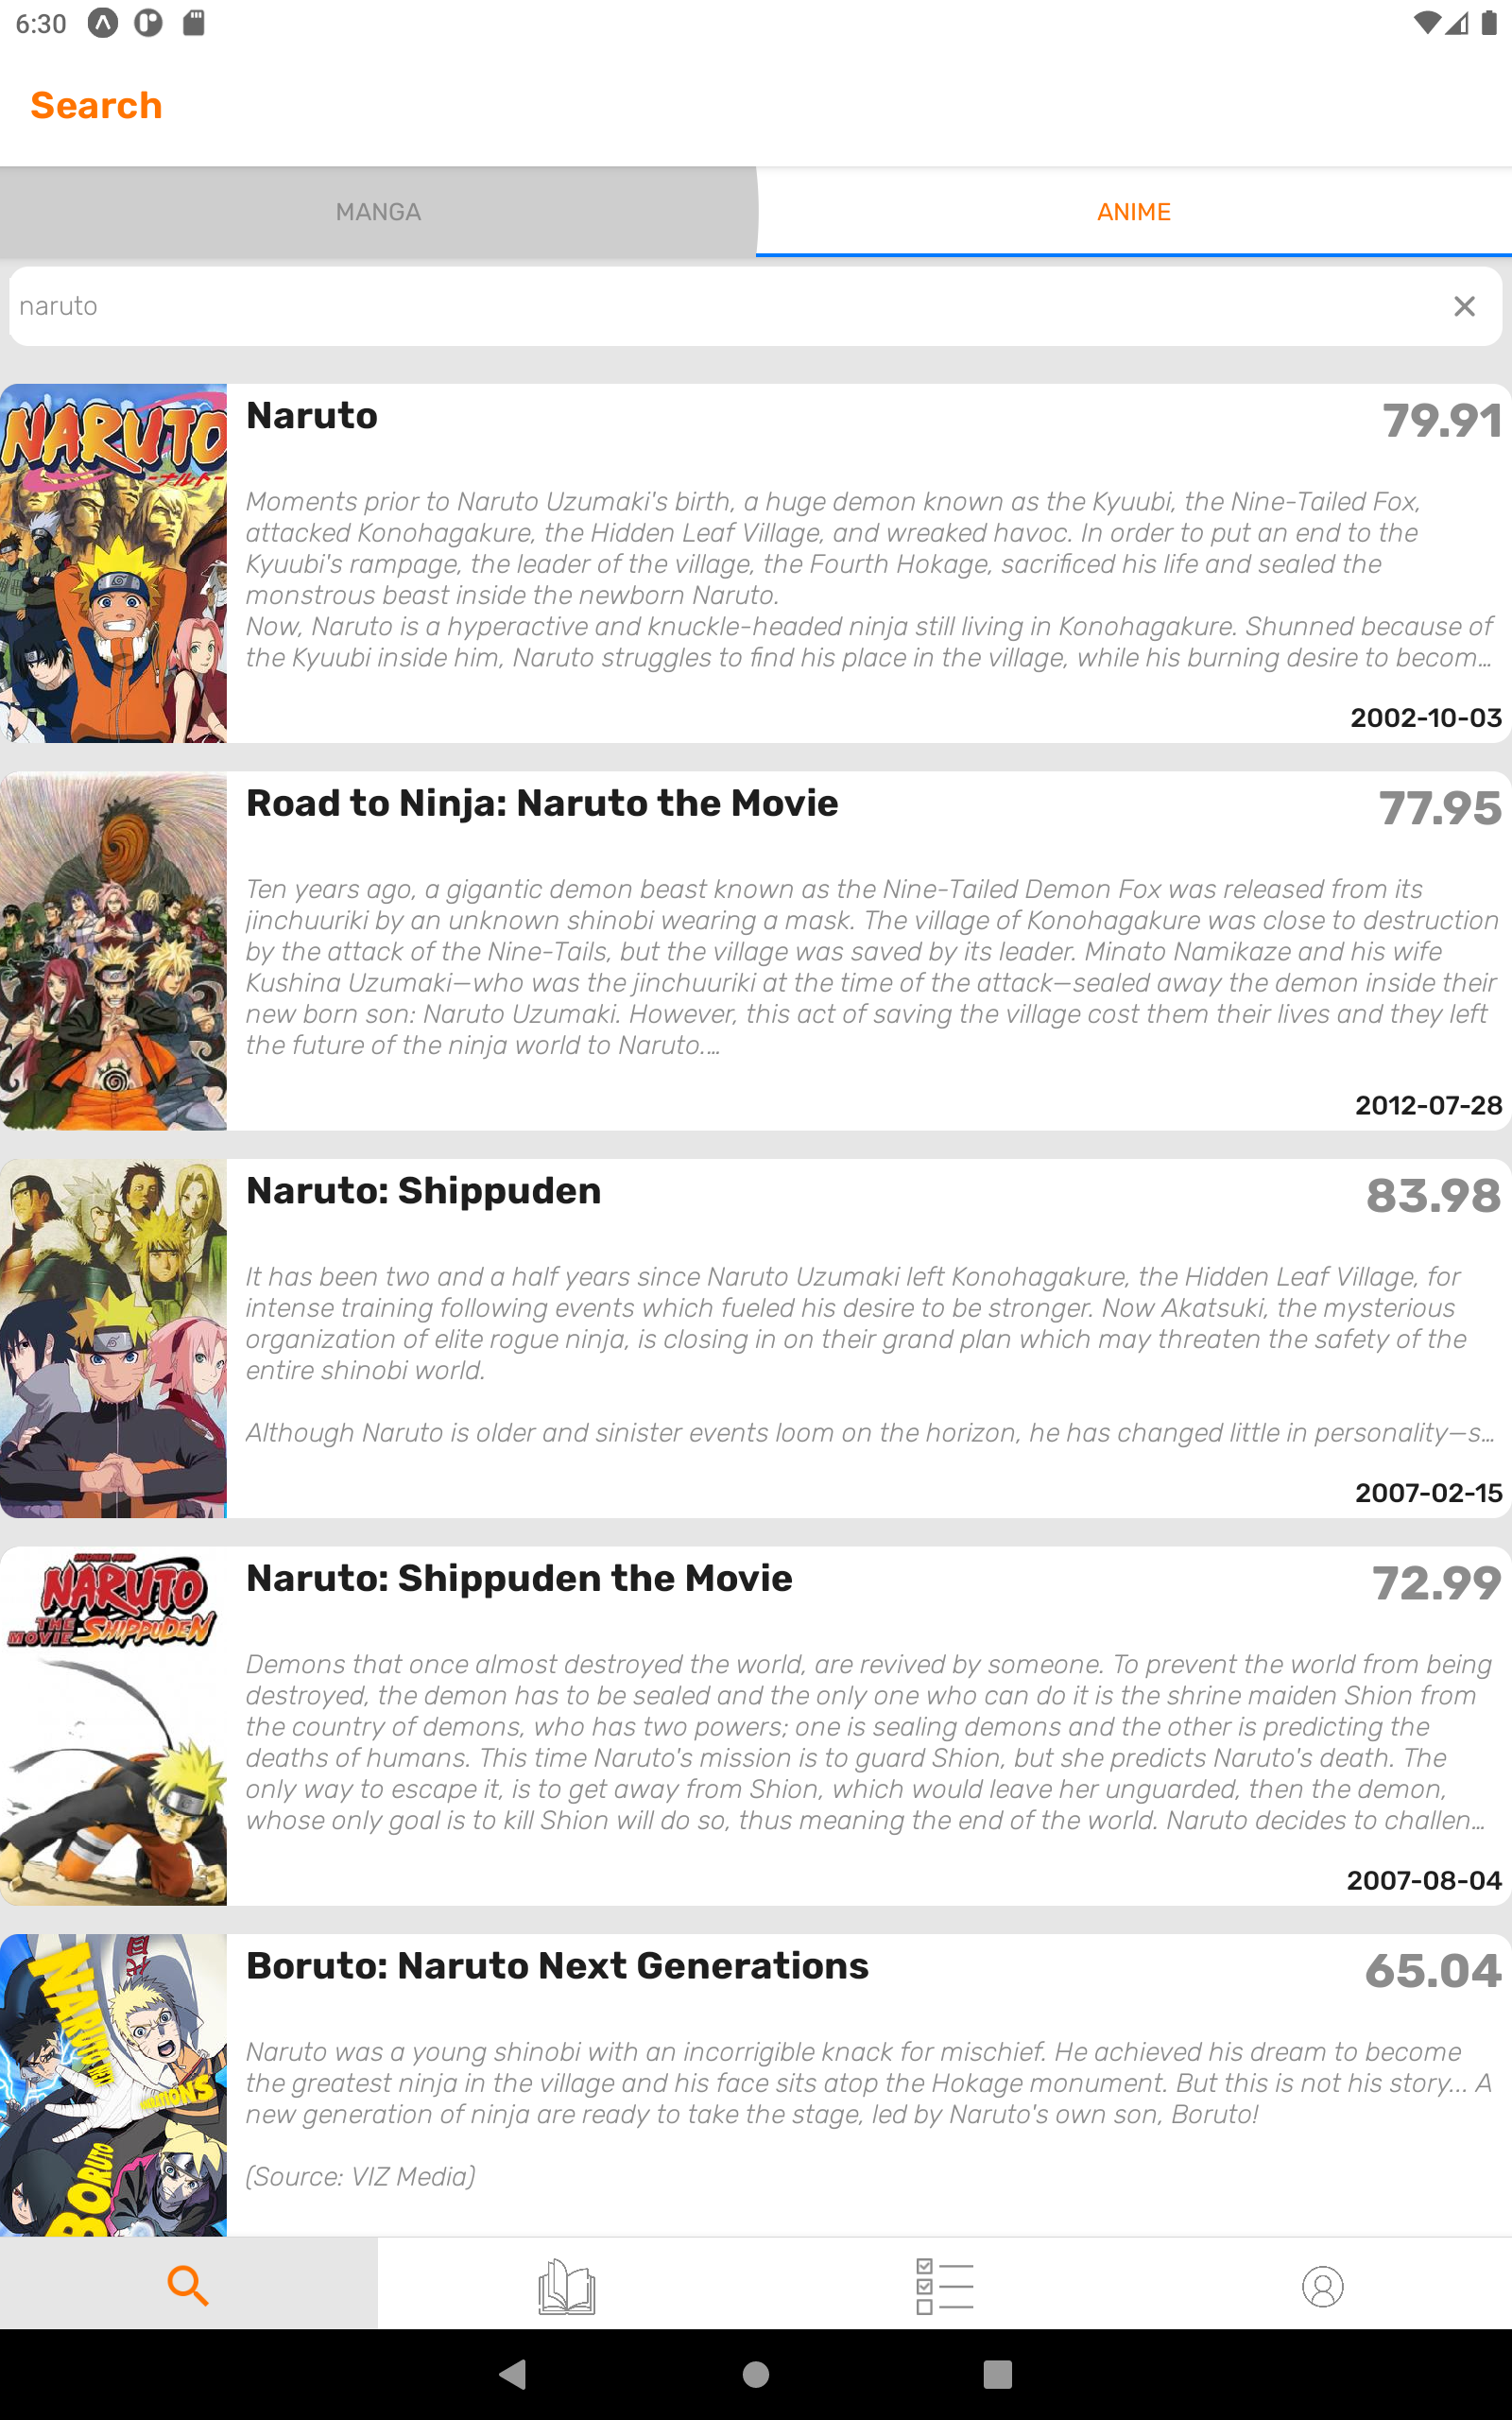 6:30
Search
MANGA
ANIME
naruto
NARUTO
-ナルト-
Naruto
79.91
Moments prior to Naruto Uzumaki's birth, a huge demon known as the Kyuubi, the Nine-Tailed Fox,
attacked Konohagakure, the Hidden Leaf Village, and wreaked havoc. In order to put an end to the
Kyuubi's rampage, the leader of the village, the Fourth Hokage, sacrificed his life and sealed the
monstrous beast inside the newborn Naruto.
Now, Naruto is a hyperactive and knuckle-headed ninja still living in Konohagakure. Shunned because of
the Kyuubi inside him, Naruto struggles to find his place in the village, while his burning desire to becom...
2002-10-03
Road to Ninja: Naruto the Movie
77.95
Ten years ago, a gigantic demon beast known as the Nine-Tailed Demon Fox was released from its
jinchuuriki by an unknown shinobi wearing a mask. The village of Konohagakure was close to destruction
by the attack of the Nine-Tails, but the village was saved by its leader. Minato Namikaze and his wife
Kushina Uzumaki—who was the jinchuuriki at the time of the attack—sealed away the demon inside their
new born son: Naruto Uzumaki. However, this act of saving the village cost them their lives and they left
the future of the ninja world to Naruto....
2012-07-28
Naruto: Shippuden
83.98
It has been two and a half years since Naruto Uzumaki left Konohagakure, the Hidden Leaf Village, for
intense training following events which fueled his desire to be stronger. Now Akatsuki, the mysterious
organization of elite rogue ninja, is closing in on their grand plan which may threaten the safety of the
entire shinobi world.
Although Naruto is older and sinister events loom on the horizon, he has changed little in personality—s...
2007-02-15
SHONEN JUMP
NARUTO
THE MOVIE SHIPPUDEN
Naruto: Shippuden the Movie
72.99
Demons that once almost destroyed the world, are revived by someone. To prevent the world from being
destroyed, the demon has to be sealed and the only one who can do it is the shrine maiden Shion from
the country of demons, who has two powers; one is sealing demons and the other is predicting the
deaths of humans. This time Naruto's mission is to guard Shion, but she predicts Naruto's death. The
only way to escape it, is to get away from Shion, which would leave her unguarded, then the demon,
whose only goal is to kill Shion will do so, thus meaning the end of the world. Naruto decides to challen...
2007-08-04
NARUTO NEXT
BORUTO
Boruto: Naruto Next Generations
65.04
Naruto was a young shinobi with an incorrigible knack for mischief. He achieved his dream to become
the greatest ninja in the village and his face sits atop the Hokage monument. But this is not his story... A
new generation of ninja are ready to take the stage, led by Naruto's own son, Boruto!
(Source: VIZ Media)